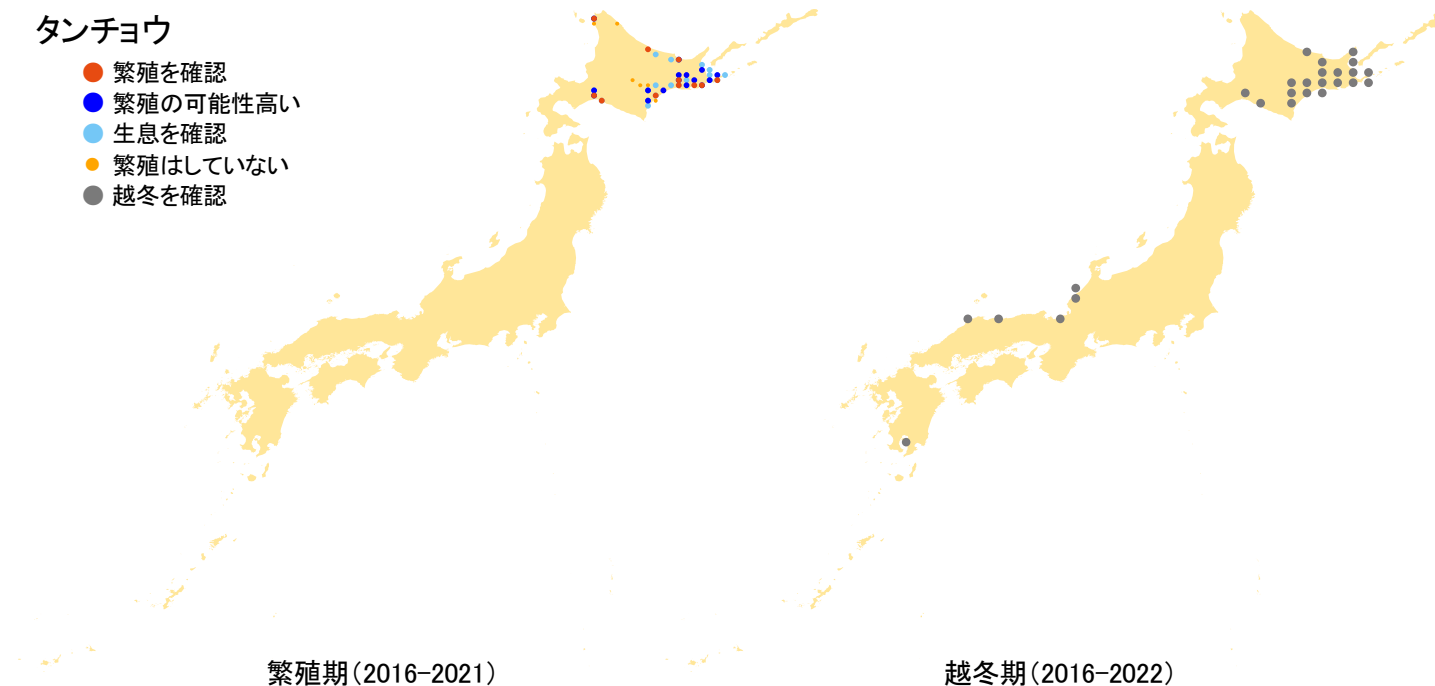 タンチョウ
繁殖を確認
繁殖の可能性高い
生息を確認
繁殖はしていない
越冬を確認
繁殖期(2016-2021)
越冬期(2016-2022)